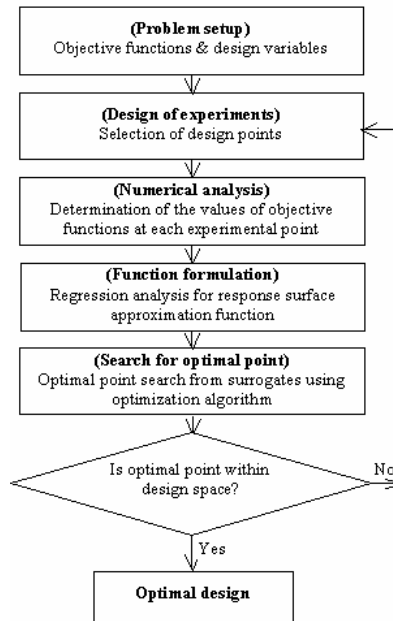 (Problem setup)
Objective functions & design variables
(Design of experiments)
Selection of design points
(Numerical analysis)
Determination of the values of objective
functions at each experimental point
(Function formulation)
Regression analysis for response surface
approximation function
(Search for optimal point)
Optimal point search from surrogates using
optimization algorithm
Is optimal point within
design space?
No
Yes
Optimal design